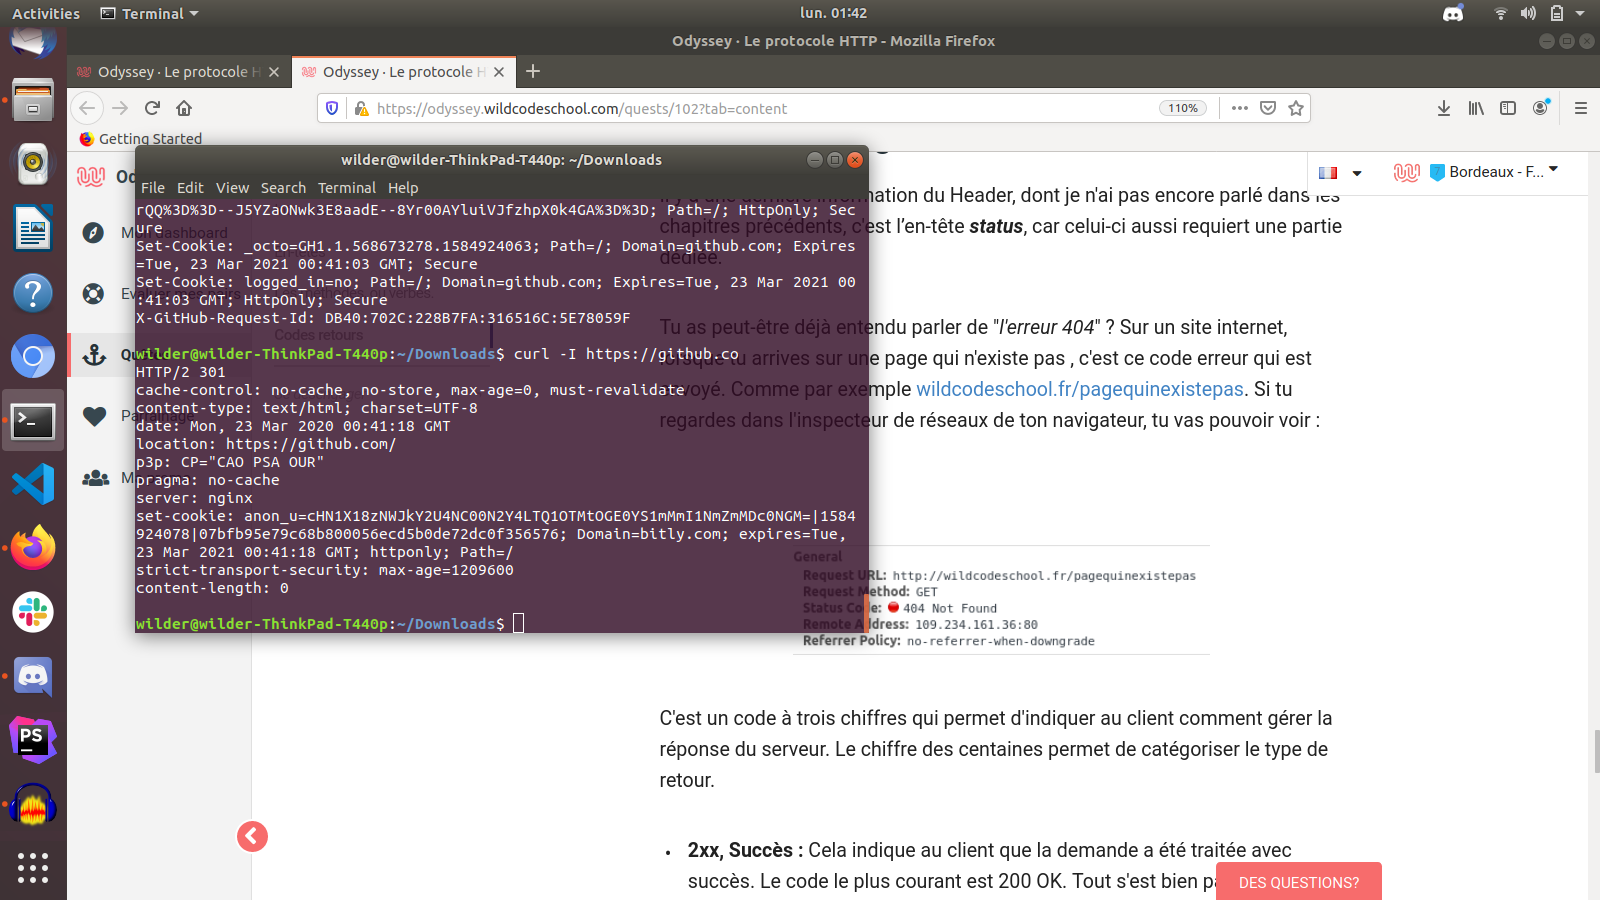 Activities
Terminal
lun. 01:42
Odyssey · Le protocole HTTP - Mozilla Firefox
Odyssey · Le protocole H
Odyssey · Le protocole H
https://odyssey.wildcodeschool.com/quests/102?tab=content
110%
Getting Started
wilder@wilder-ThinkPad-T440p: ~/Downloads
File Edit View Search Terminal Help
rQQ%3D%3D--J5YZaONwk3E8aadE--8Yr00AYluiVJfzhpX0k4GA%3D%3D; Path=/; HttpOnly; Sec
ure
Set-Cookie: _octo=GH1.1.568673278.1584924063; Path=/; Domain=github.com; Expires
=Tue, 23 Mar 2021 00:41:03 GMT; Secure
Set-Cookie: logged_in=no; Path=/; Domain=github.com; Expires=Tue, 23 Mar 2021 00
:41:03 GMT; HttpOnly; Secure
X-GitHub-Request-Id: DB40:702C:228B7FA:316516C:5E78059F
wilder@wilder-ThinkPad-T440p:~/Downloads$ curl -I https://github.co
HTTP/2 301
cache-control: no-cache, no-store, max-age=0, must-revalidate
content-type: text/html; charset=UTF-8
date: Mon, 23 Mar 2020 00:41:18 GMT
location: https://github.com/
p3p: CP="CAO PSA OUR"
pragma: no-cache
server: nginx
set-cookie: anon_u=cHN1X18zNWJkY2U4NC00N2Y4LTQ1OTMtOGE0YS1mMmI1NmZmMDc0NGM=|1584
924078|07bfb95e79c68b800056ecd5b0de72dc0f356576; Domain=bitly.com; expires=Tue,
23 Mar 2021 00:41:18 GMT; httponly; Path=/
strict-transport-security: max-age=1209600
content-length: 0
wilder@wilder-ThinkPad-T440p:~/Downloads$
Codes retours
Bordeaux - F...
Il y a une dernière information du Header, dont je n'ai pas encore parlé dans les
chapitres précédents, c'est l’en-tête status, car celui-ci aussi requiert une partie
dédiée.
Tu as peut-être déjà entendu parler de "l'erreur 404" ? Sur un site internet,
lorsque tu arrives sur une page qui n'existe pas , c'est ce code erreur qui est
envoyé. Comme par exemple wildcodeschool.fr/pagequinexistepas. Si tu
regardes dans l'inspecteur de réseaux de ton navigateur, tu vas pouvoir voir :
General
Request URL: http://wildcodeschool.fr/pagequinexistepas
Request Method: GET
Status Code: 404 Not Found
Remote Address: 109.234.161.36:80
Referrer Policy: no-referrer-when-downgrade
C'est un code à trois chiffres qui permet d'indiquer au client comment gérer la
réponse du serveur. Le chiffre des centaines permet de catégoriser le type de
retour.
• 2xx, Succès : Cela indique au client que la demande a été traitée avec
succès. Le code le plus courant est 200 OK. Tout s'est bien
DES QUESTIONS?
PS